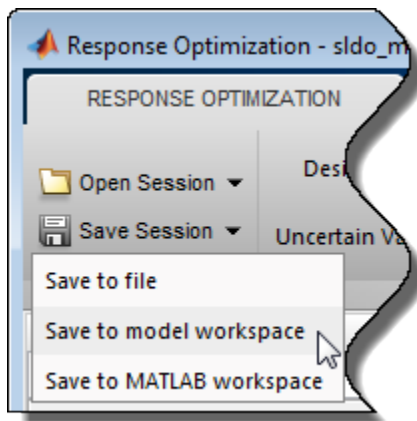 Response Optimization - sldo_m
RESPONSE OPTIMIZATION
Open Session
Desi
Save Session
Uncertain Va
Save to file
Save to model workspace
Save to MATLAB workspace